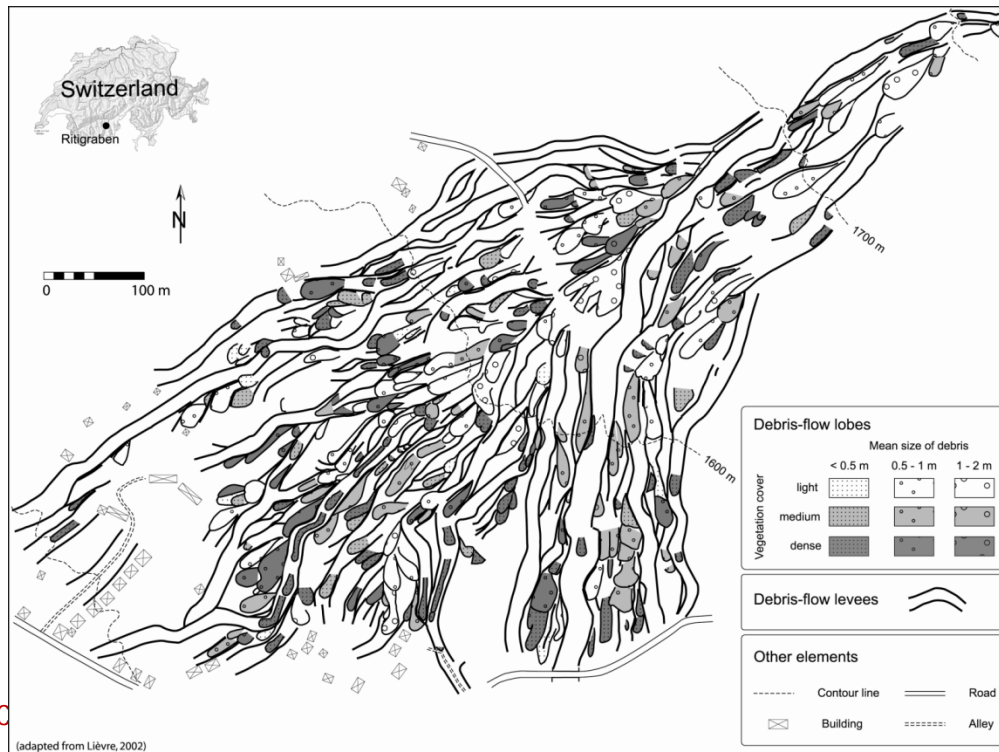 Switzerland
Ritigraben
N
0 100 m
1700 m
1600 m
Debris-flow lobes
Mean size of debris
< 0.5 m 0.5 - 1 m 1 - 2 m
Vegetation cover
light
medium
dense
Debris-flow levees
Other elements
Contour line Road
Building Alley
(adapted from Lièvre, 2002)